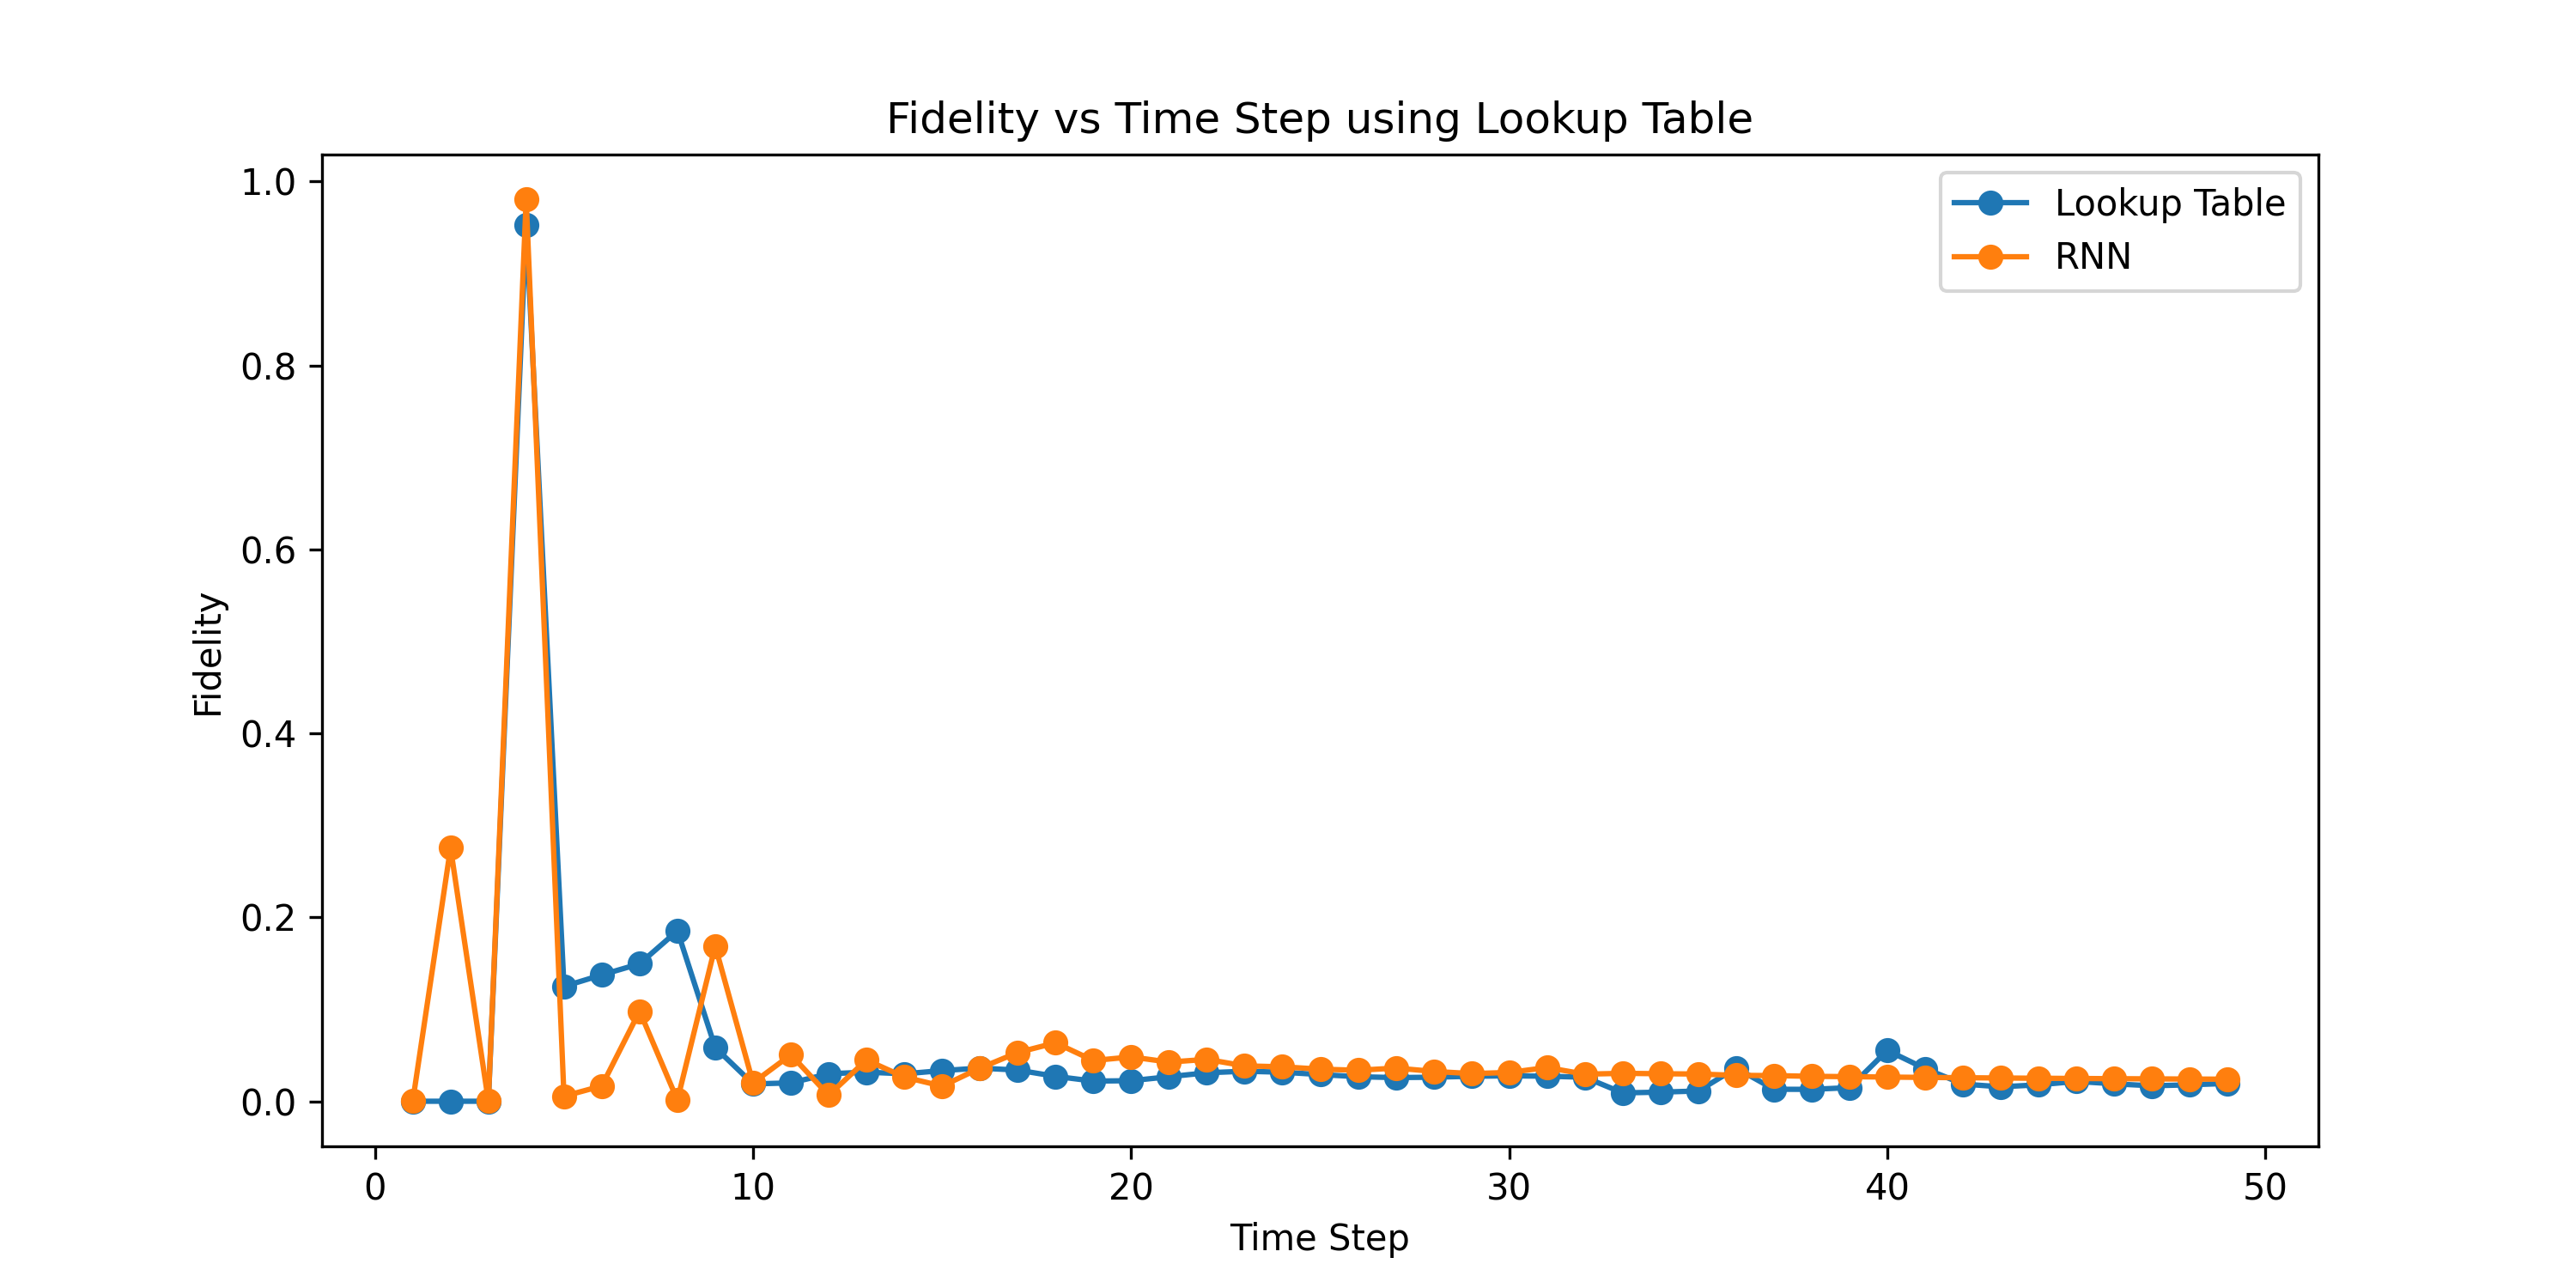 Fidelity vs Time Step using Lookup Table
Lookup Table
RNN
1.0
0.8
0.6
0.4
0.2
0.0
Fidelity
0 10 20 30 40 50
Time Step